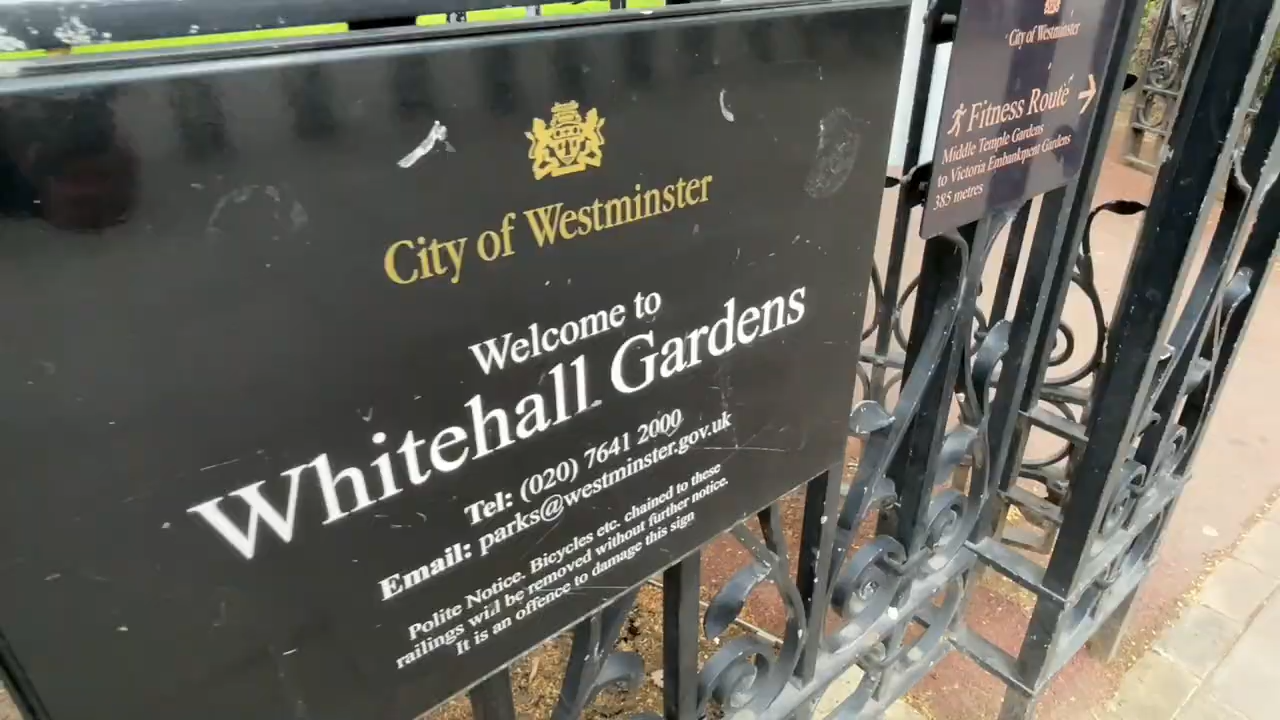 City of Westminster
Welcome to
Whitehall Gardens
Tel: (020) 7641 2000
Email: parks@westminster.gov.uk
Polite Notice. Bicycles etc. chained to these
railings will be removed without further notice.
It is an offence to damage this sign
City of Westminster
Fitness Route
Middle Temple Gardens
to Victoria Embankment Gardens
385 metres